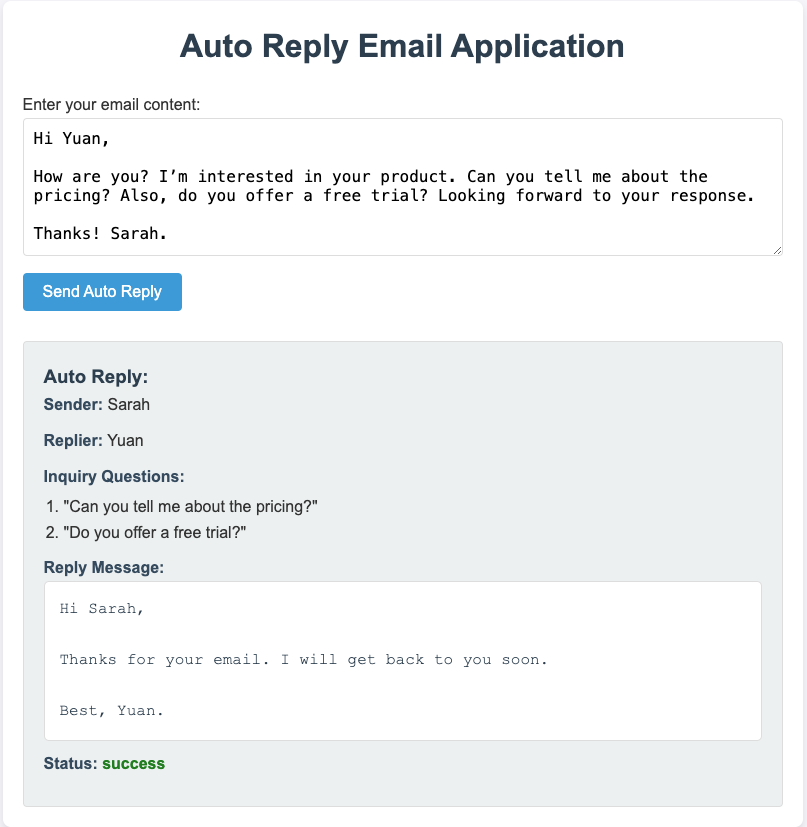 Auto Reply Email Application
Enter your email content:
Hi Yuan,
How are you? I’m interested in your product. Can you tell me about the
pricing? Also, do you offer a free trial? Looking forward to your response.
Thanks! Sarah.
Send Auto Reply
Auto Reply:
Sender: Sarah
Replier: Yuan
Inquiry Questions:
1. "Can you tell me about the pricing?"
2. "Do you offer a free trial?"
Reply Message:
Hi Sarah,
Thanks for your email. I will get back to you soon.
Best, Yuan.
Status: success